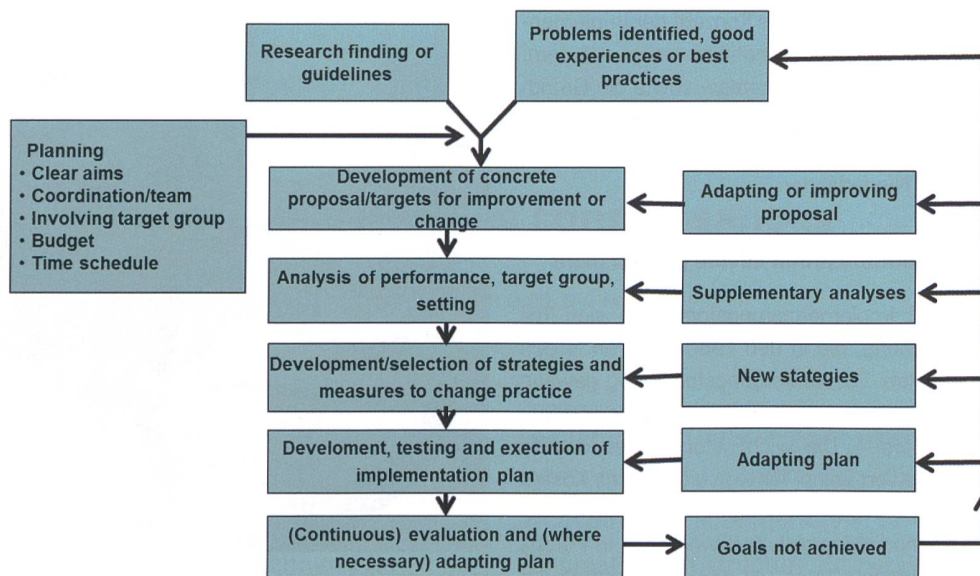 Research finding or
guidelines
Problems identified, good
experiences or best
practices
Planning
• Clear aims
• Coordination/team
• Involving target group
• Budget
• Time schedule
Development of concrete
proposal/targets for improvement or
change
Adapting or improving
proposal
Analysis of performance, target group,
setting
Supplementary analyses
Development/selection of strategies and
measures to change practice
New stategies
Develoment, testing and execution of
implementation plan
Adapting plan
(Continuous) evaluation and (where
necessary) adapting plan
Goals not achieved